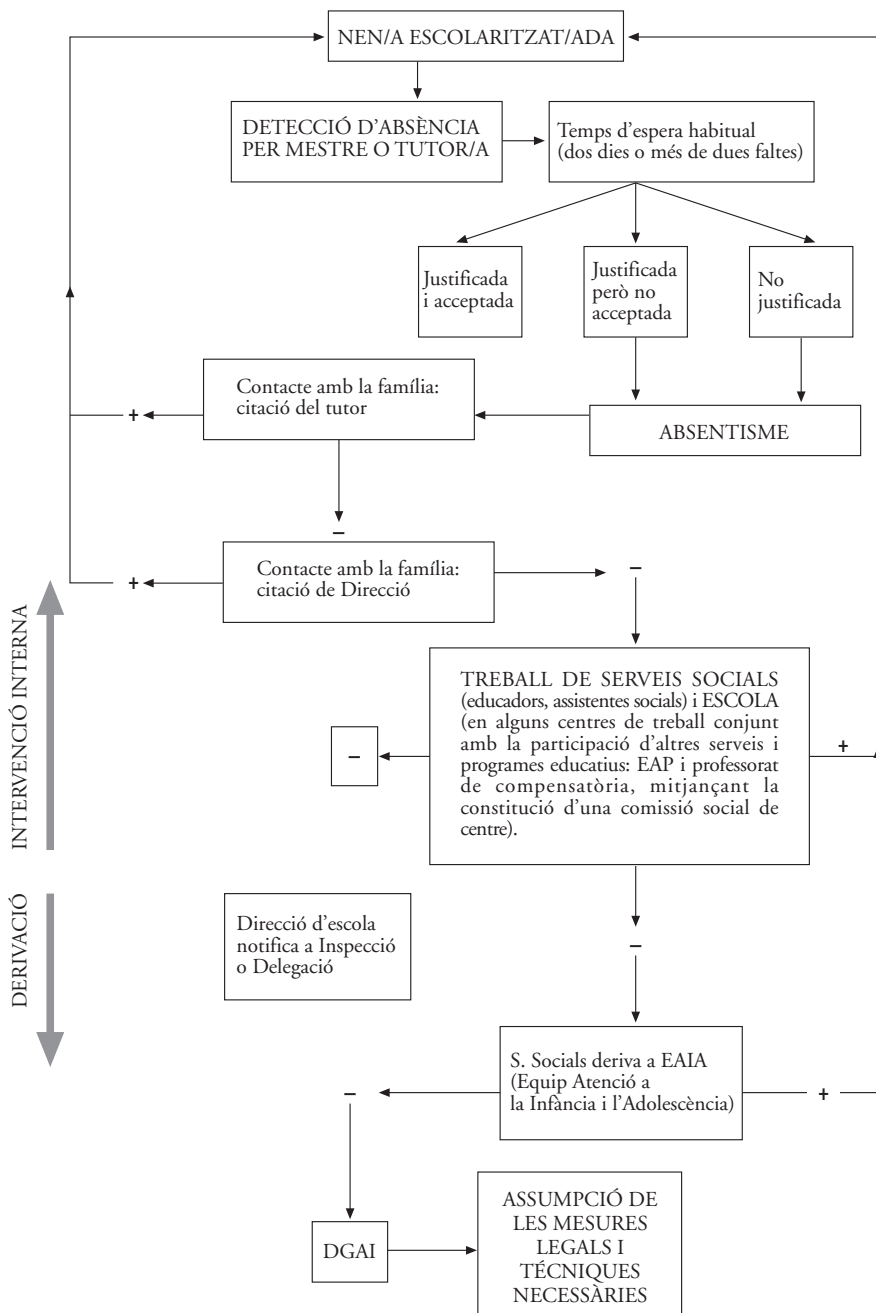 NEN/A ESCOLARITZAT/ADA
DETECCIÓ D'ABSÈNCIA
PER MESTRE O TUTOR/A
Temps d'espera habitual
(dos dies o més de dues faltes)
Justificada
i acceptada
Justificada
però no
acceptada
No
justificada
Contacte amb la família:
citació del tutor
+
ABSENTISME
–
Contacte amb la família:
citació de Direcció
+
–
INTERVENCIÓ INTERNA
TREBALL DE SERVEIS SOCIALS
(educadors, assistentes socials) i ESCOLA
(en alguns centres de treball conjunt
amb la participació d'altres serveis i
programes educatius: EAP i professorat
de compensatòria, mitjançant la
constitució d'una comissió social de
centre).
–
+
DERIVACIÓ
Direcció d'escola
notifica a Inspecció
o Delegació
–
S. Socials deriva a EAIA
(Equip Atenció a
la Infància i l'Adolescència)
–
+
DGAI
ASSUMPCIÓ DE
LES MESURES
LEGALS I
TÉCNIQUES
NECESSÀRIES